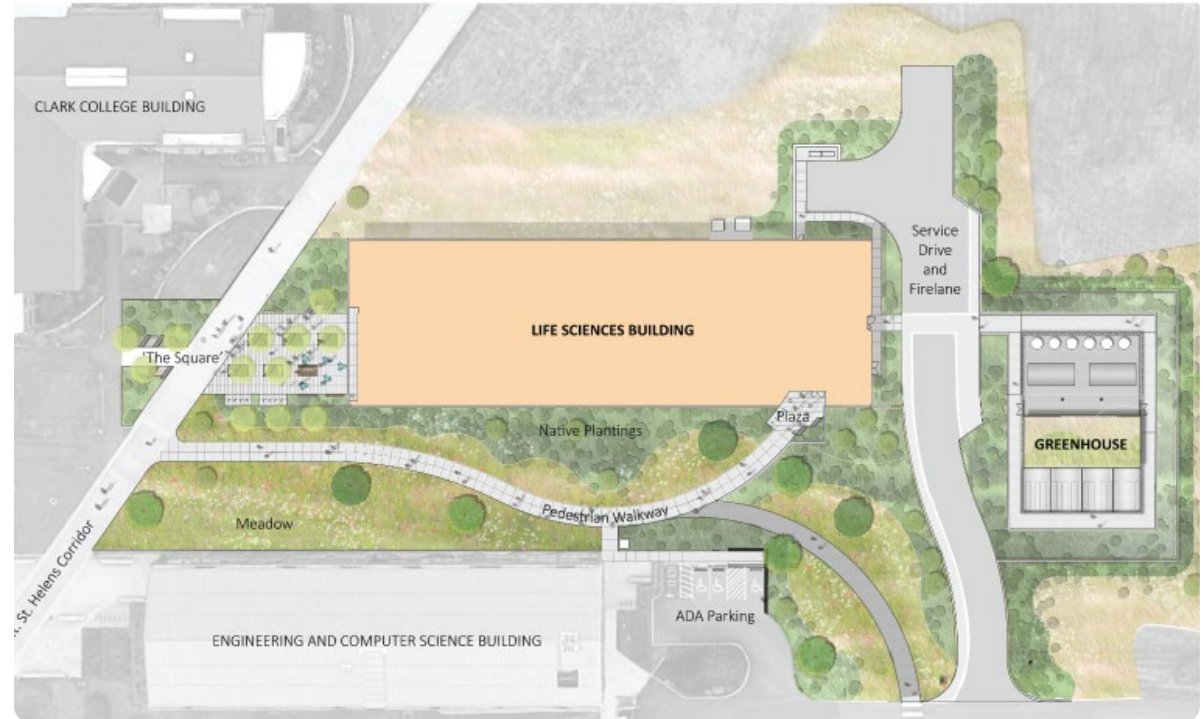 CLARK COLLEGE BUILDING
Service
Drive
and
Firelane
LIFE SCIENCES BUILDING
'The Square'
Plaza
Native Plantings
GREENHOUSE
Pedestrian Walkway
Meadow
St. Helens Corridor
ADA Parking
ENGINEERING AND COMPUTER SCIENCE BUILDING